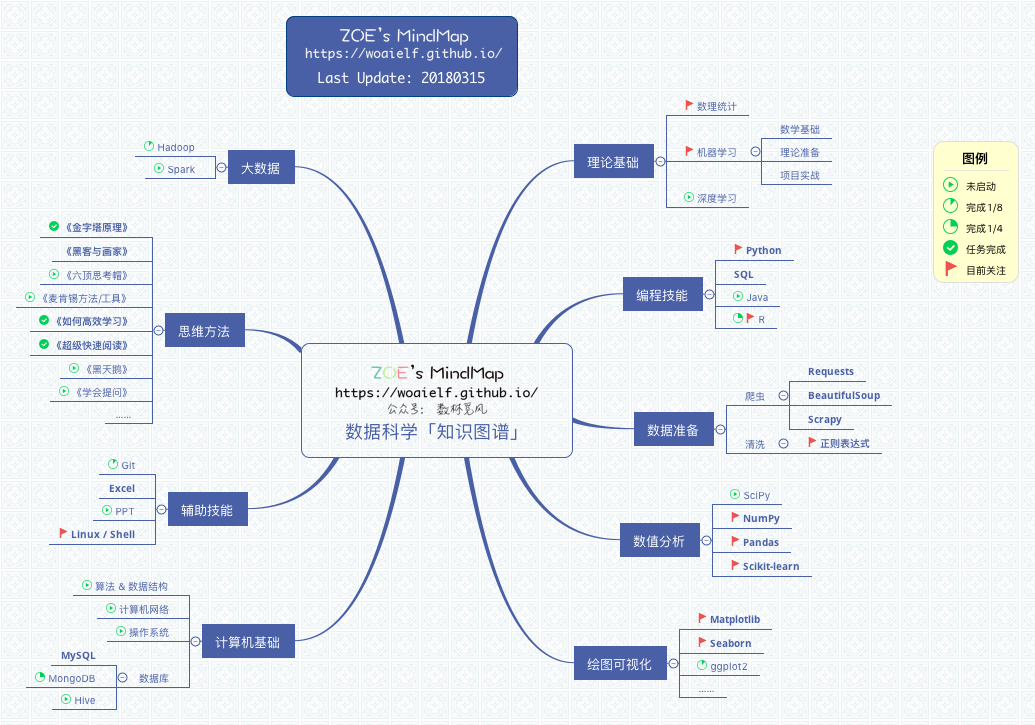 ZOE's MindMap
https://woaielf.github.io/
Last Update: 20180315
大数据
Hadoop
Spark
思维方法
《金字塔原理》
《黑客与画家》
《六顶思考帽》
《麦肯锡方法/工具》
《如何高效学习》
《超级快速阅读》
《黑天鹅》
《学会提问》
......
辅助技能
Git
Excel
PPT
Linux / Shell
计算机基础
算法 & 数据结构
计算机网络
操作系统
数据库
MySQL
MongoDB
Hive
ZOE's MindMap
https://woaielf.github.io/
公众号: 数林觅风
数据科学「知识图谱」
理论基础
数理统计
机器学习
数学基础
理论准备
项目实战
深度学习
编程技能
Python
SQL
Java
R
数据准备
爬虫
Requests
BeautifulSoup
Scrapy
清洗
正则表达式
数值分析
SciPy
NumPy
Pandas
Scikit-learn
绘图可视化
Matplotlib
Seaborn
ggplot2
......
图例
未启动
完成1/8
完成1/4
任务完成
目前关注